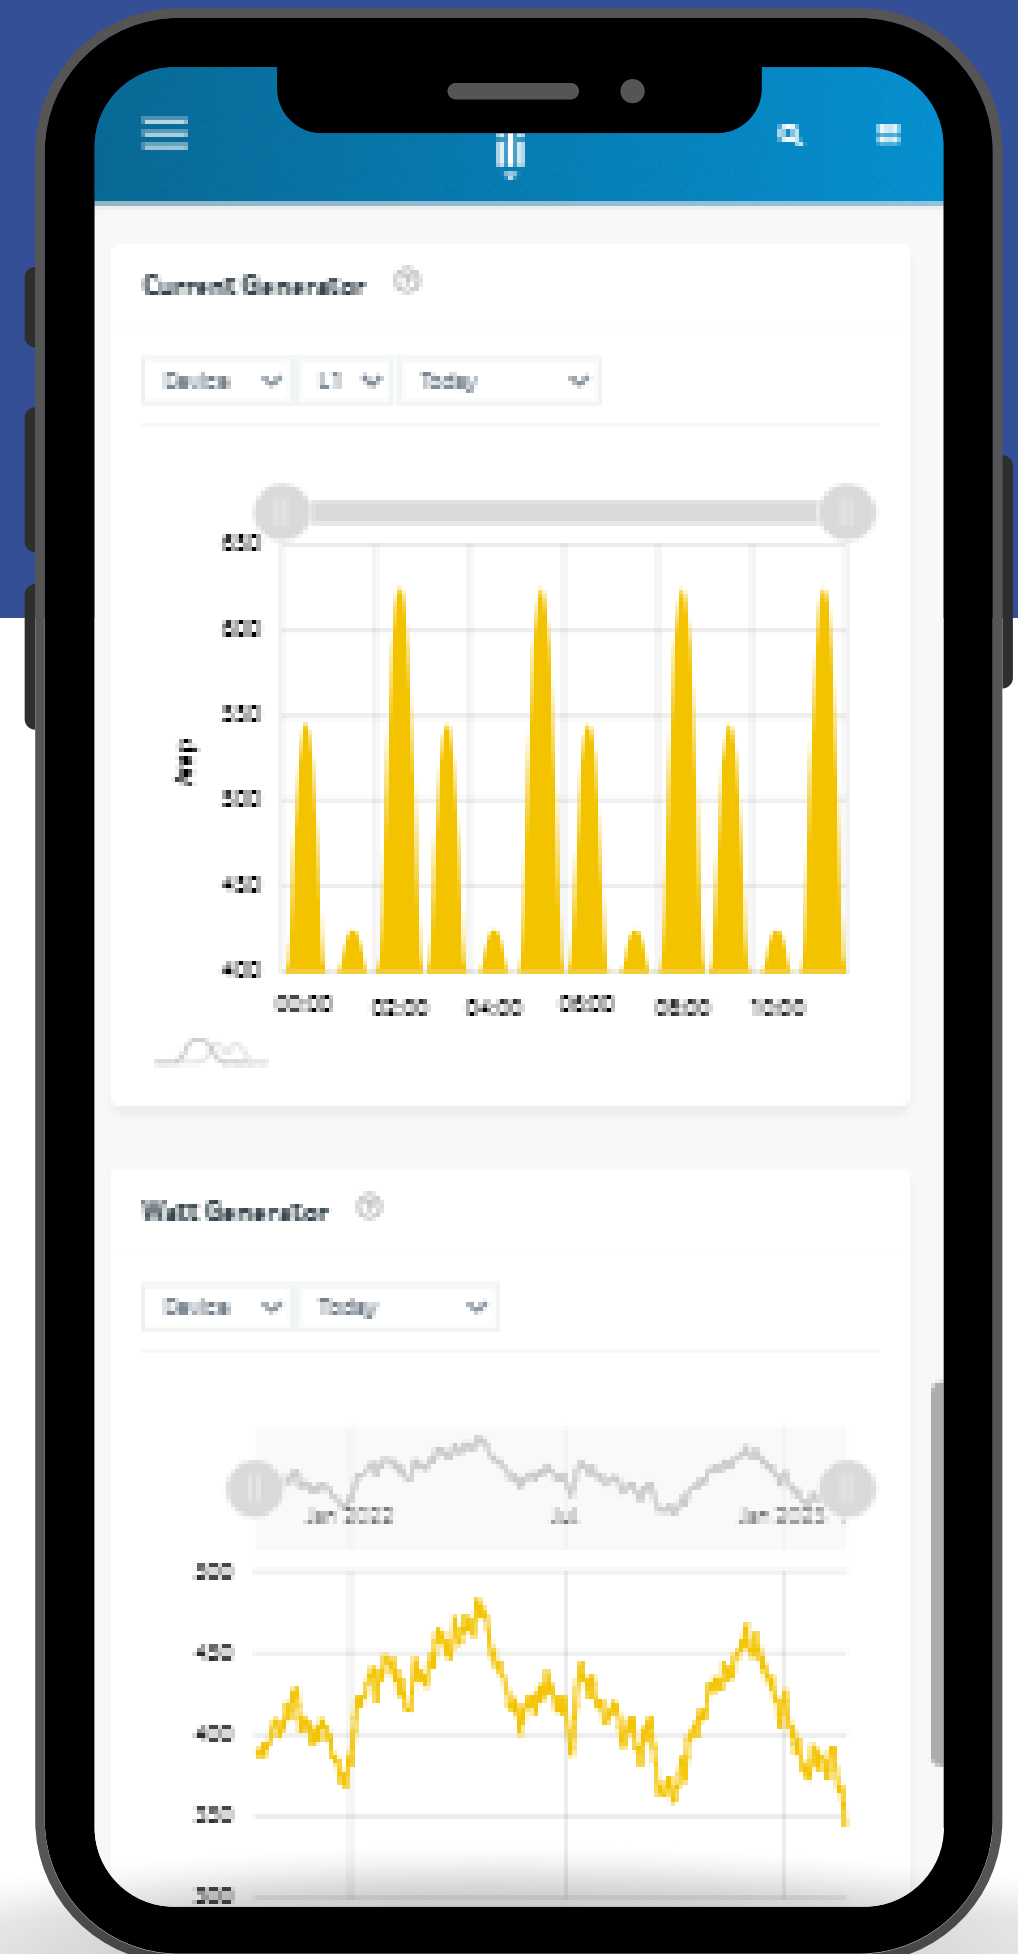 Current Generator
Device L1 Today
650
600
550
500
450
400
Amp
00:00 02:00 04:00 06:00 08:00 10:00
Watt Generator
Device Today
Jan 2022 Jul Jan 2023
500
450
400
350
300